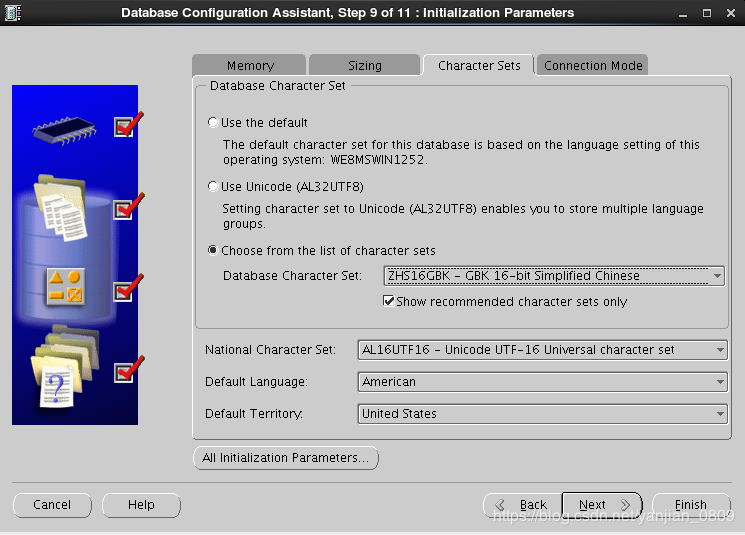 Database Configuration Assistant, Step 9 of 11 : Initialization Parameters
Memory
Sizing
Character Sets
Connection Mode
Database Character Set
Use the default
The default character set for this database is based on the language setting of this
operating system: WE8MSWIN1252.
Use Unicode (AL32UTF8)
Setting character set to Unicode (AL32UTF8) enables you to store multiple language
groups.
Choose from the list of character sets
Database Character Set:
ZHS16GBK - GBK 16-bit Simplified Chinese
Show recommended character sets only
National Character Set:
AL16UTF16 - Unicode UTF-16 Universal character set
Default Language:
American
Default Territory:
United States
All Initialization Parameters...
Cancel
Help
Back
Next
Finish
https://blog.csdn.net/yanjian_0809
?